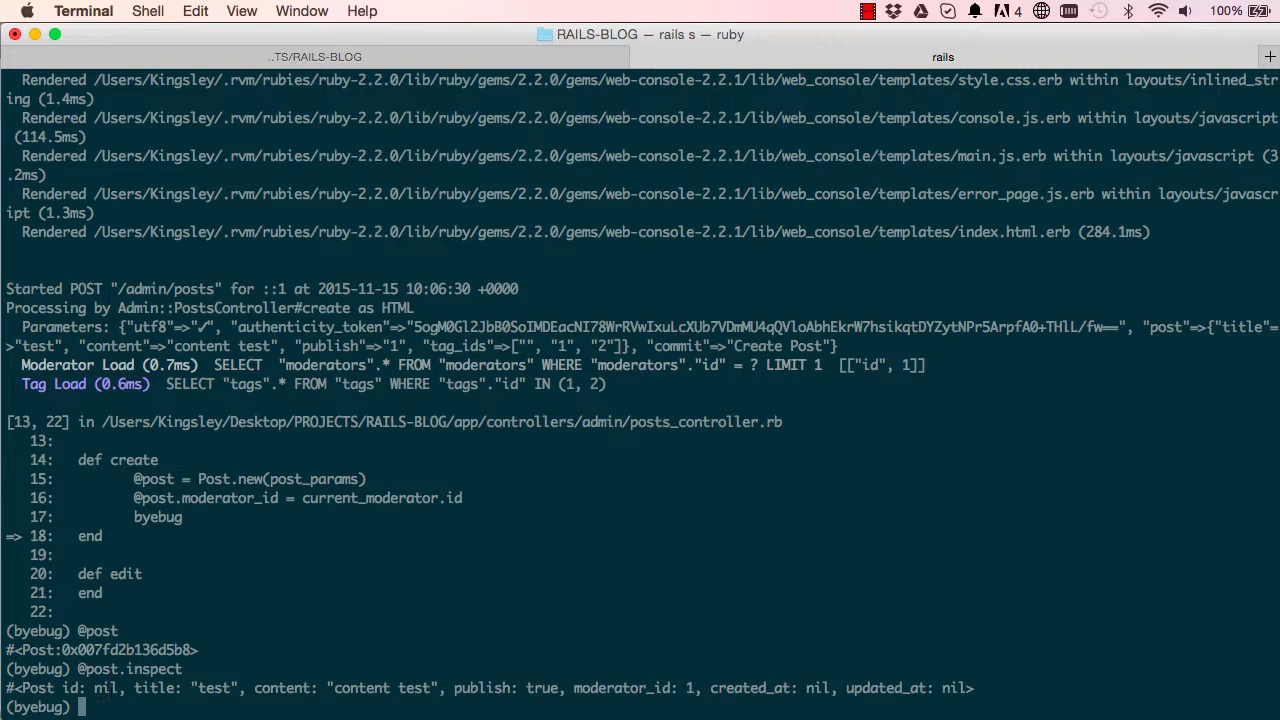 Terminal Shell Edit View Window Help 4 100%
RAILS-BLOG — rails s — ruby
..TS/RAILS-BLOG rails +
Rendered /Users/Kingsley/.rvm/rubies/ruby-2.2.0/lib/ruby/gems/2.2.0/gems/web-console-2.2.1/lib/web_console/templates/style.css.erb within layouts/inlined_str
ing (1.4ms)
Rendered /Users/Kingsley/.rvm/rubies/ruby-2.2.0/lib/ruby/gems/2.2.0/gems/web-console-2.2.1/lib/web_console/templates/console.js.erb within layouts/javascript
(114.5ms)
Rendered /Users/Kingsley/.rvm/rubies/ruby-2.2.0/lib/ruby/gems/2.2.0/gems/web-console-2.2.1/lib/web_console/templates/main.js.erb within layouts/javascript (3
.2ms)
Rendered /Users/Kingsley/.rvm/rubies/ruby-2.2.0/lib/ruby/gems/2.2.0/gems/web-console-2.2.1/lib/web_console/templates/error_page.js.erb within layouts/javascr
ipt (1.3ms)
Rendered /Users/Kingsley/.rvm/rubies/ruby-2.2.0/lib/ruby/gems/2.2.0/gems/web-console-2.2.1/lib/web_console/templates/index.html.erb (284.1ms)
Started POST "/admin/posts" for ::1 at 2015-11-15 10:06:30 +0000
Processing by Admin::PostsController#create as HTML
Parameters: {"utf8"=>"✓", "authenticity_token"=>"5ogM0Gl2JbB0SoIMDEacNI78WrRVwIxuLcXUb7VDmMU4qQVloAbhEkrW7hsikqtDYZytNPr5ArpfA0+THlL/fw==", "post"=>{"title"=
>"test", "content"=>"content test", "publish"=>"1", "tag_ids"=>["", "1", "2"]}, "commit"=>"Create Post"}
Moderator Load (0.7ms) SELECT "moderators".* FROM "moderators" WHERE "moderators"."id" = ? LIMIT 1 [["id", 1]]
Tag Load (0.6ms) SELECT "tags".* FROM "tags" WHERE "tags"."id" IN (1, 2)
[13, 22] in /Users/Kingsley/Desktop/PROJECTS/RAILS-BLOG/app/controllers/admin/posts_controller.rb
13:
14: def create
15: @post = Post.new(post_params)
16: @post.moderator_id = current_moderator.id
17: byebug
=> 18: end
19:
20: def edit
21: end
22:
(byebug) @post
#<Post:0x007fd2b136d5b8>
(byebug) @post.inspect
#<Post id: nil, title: "test", content: "content test", publish: true, moderator_id: 1, created_at: nil, updated_at: nil>
(byebug)